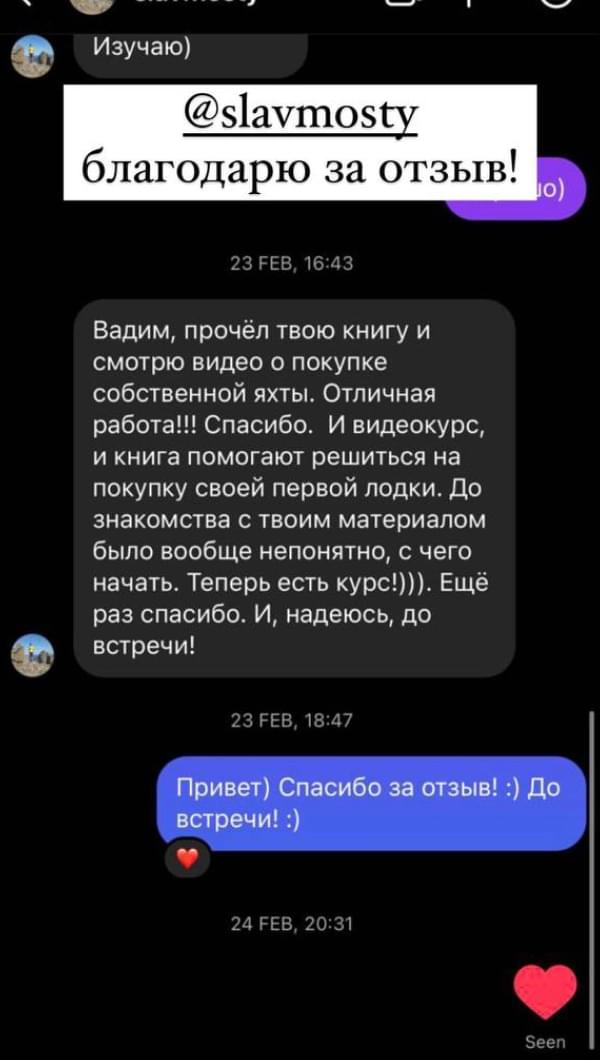 Изучаю)
@slavmosty
благодарю за отзыв!
23 FEB, 16:43
Вадим, прочёл твою книгу и
смотрю видео о покупке
собственной яхты. Отличная
работа!!! Спасибо.  И видеокурс,
и книга помогают решиться на
покупку своей первой лодки. До
знакомства с твоим материалом
было вообще непонятно, с чего
начать. Теперь есть курс!))). Ещё
раз спасибо. И, надеюсь, до
встречи!
23 FEB, 18:47
Привет) Спасибо за отзыв! :) До
встречи! :)
24 FEB, 20:31
Seen